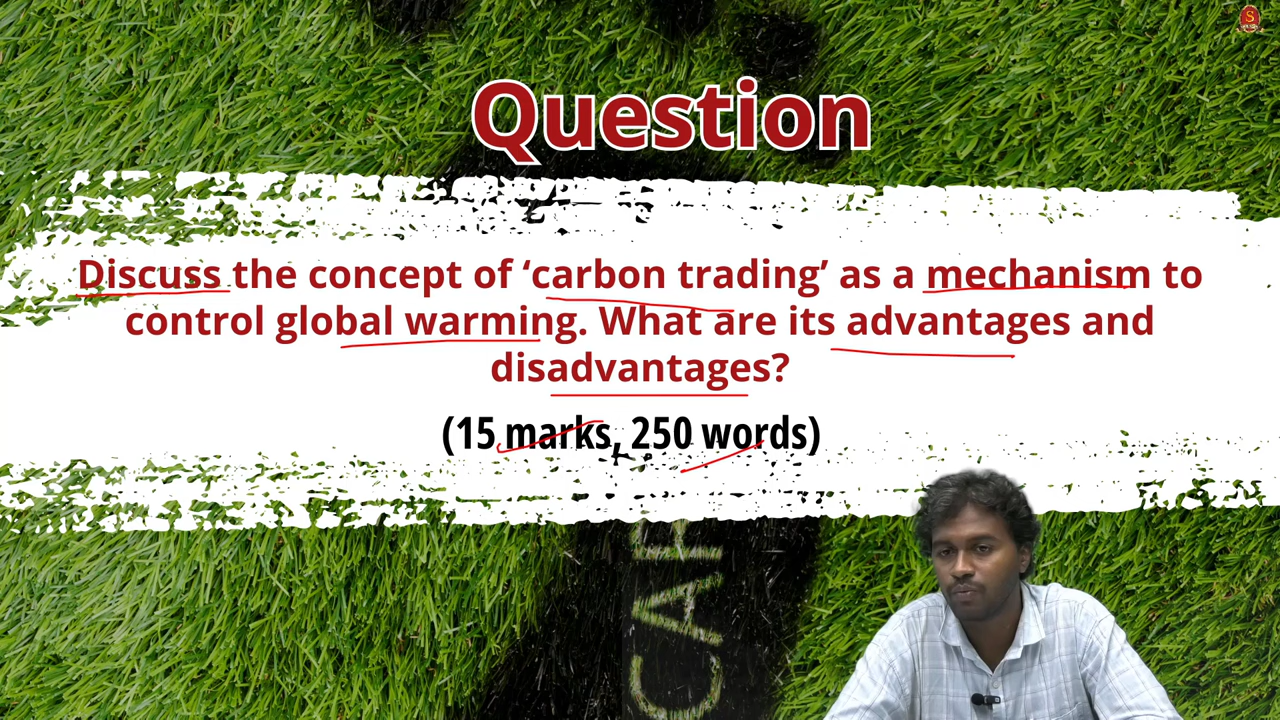 Question
Discuss the concept of ‘carbon trading’ as a mechanism to
control global warming. What are its advantages and
disadvantages?
(15 marks, 250 words)
CAR